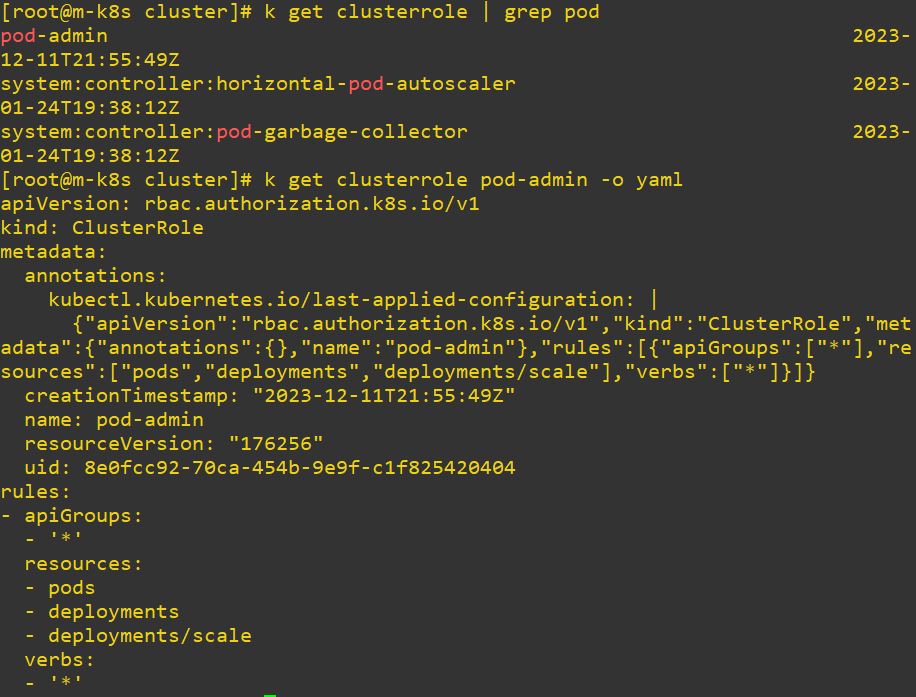 [root@m-k8s cluster]# k get clusterrole | grep pod
pod-admin                                                              2023-
12-11T21:55:49Z
system:controller:horizontal-pod-autoscaler                            2023-
01-24T19:38:12Z
system:controller:pod-garbage-collector                                2023-
01-24T19:38:12Z
[root@m-k8s cluster]# k get clusterrole pod-admin -o yaml
apiVersion: rbac.authorization.k8s.io/v1
kind: ClusterRole
metadata:
  annotations:
    kubectl.kubernetes.io/last-applied-configuration: |
      {"apiVersion":"rbac.authorization.k8s.io/v1","kind":"ClusterRole","met
adata":{"annotations":{},"name":"pod-admin"},"rules":[{"apiGroups":["*"],"re
sources":["pods","deployments","deployments/scale"],"verbs":["*"]}]}
  creationTimestamp: "2023-12-11T21:55:49Z"
  name: pod-admin
  resourceVersion: "176256"
  uid: 8e0fcc92-70ca-454b-9e9f-c1f825420404
rules:
- apiGroups:
  - '*'
  resources:
  - pods
  - deployments
  - deployments/scale
  verbs:
  - '*'